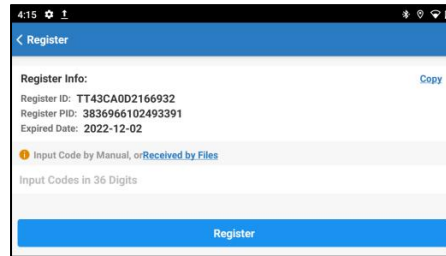 4:15
< Register
Register Info: Copy
Register ID: TT43CA0D2166932
Register PID: 3836966102493391
Expired Date: 2022-12-02
Input Code by Manual, orReceived by Files
Input Codes in 36 Digits
Register